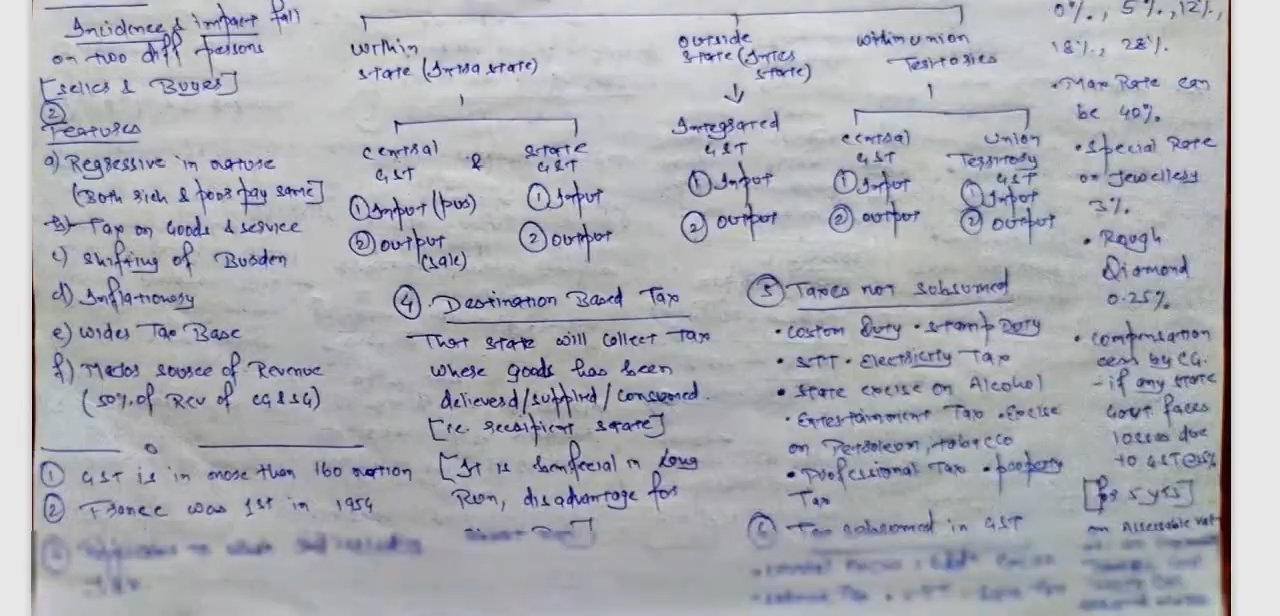 Incidence & impact fall
on two diff persons
[seller & Buyer]
②
Features
a) Regressive in nature
[Both rich & poor pay same]
b) Tax on Goods & service
c) Shifting of Burden
d) Inflationary
e) Wider Tax Base
f) Major source of Revenue
(50% of Rev of CG & SG)
① GST is in more than 160 nation
② France was 1st in 1954
within
state (Intra state)
Central & State
GST GST
① Input (pur) ① Input
② output ② output
(sale)
outside
state (Inter
state)
Integrated
GST
① Input
② output
within union
Territories
central Union
GST Territory
GST
① Input ① Input
② output ② output
④ Destination Based Tax
That state will collect Tax
where goods has been
delivered/supplied/consumed.
[i.e. recipient state]
[It is beneficial in Long
Run, disadvantage for
⑤ Taxes not subsumed
• Custom Duty • stamp Duty
• STT • Electricity Tax
• State excise on Alcohol
• Entertainment Tax • Excise
on Petroleum, tobacco
• Professional Tax • property
Tax
⑥ Tax subsumed in GST
0%, 5%, 12%,
18%, 28%.
• Max Rate can
be 40%.
• Special Rate
on Jewellery
3%.
• Rough
Diamond
0.25%
• compensation
cess by CG.
- if any state
Govt. faces
losses due
to GST
[for 5 yrs]
on Assessable